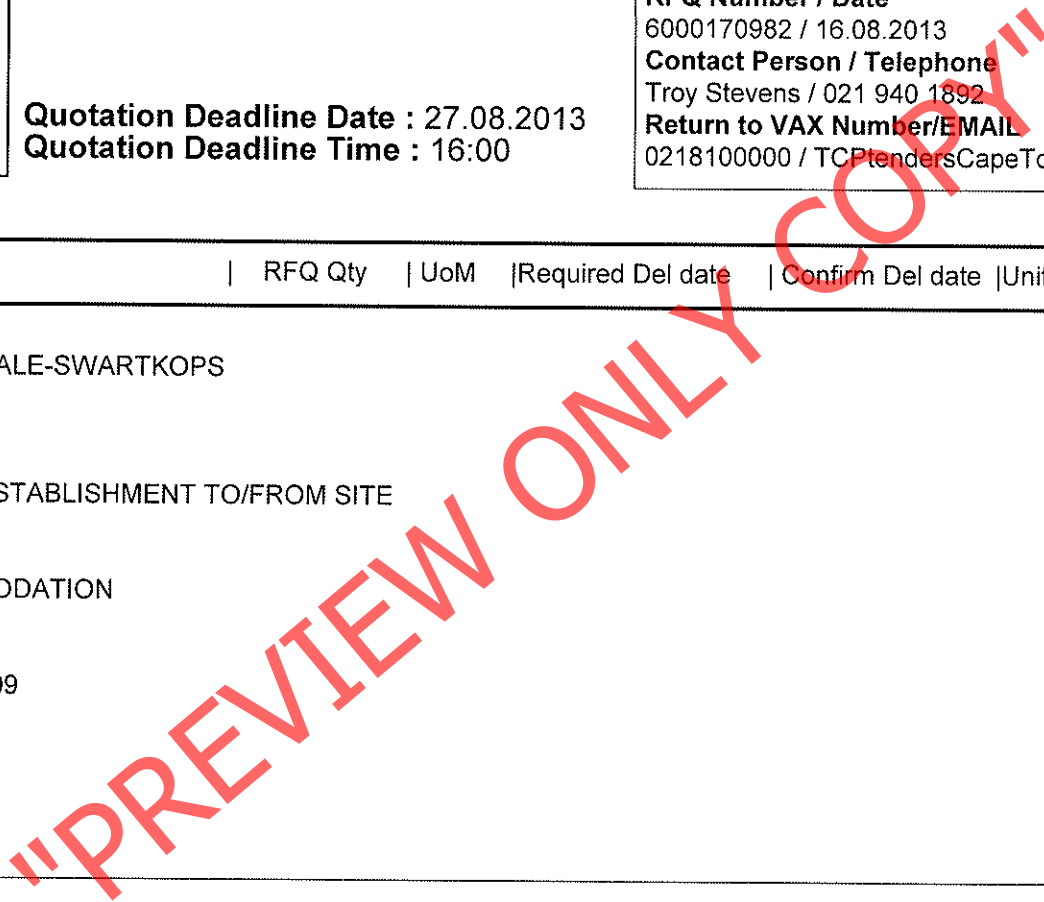 RFQ Number / Date
6000170982 / 16.08.2013
Contact Person / Telephone
Troy Stevens / 021 940 1892
Quotation Deadline Date : 27.08.2013
Quotation Deadline Time : 16:00
Return to VAX Number/EMAIL
0218100000 / TCPtendersCapeTo
| RFQ Qty | UoM |Required Del date | Confirm Del date |Unit
ALE-SWARTKOPS
STABLISHMENT TO/FROM SITE
ODATION
99
"PREVIEW ONLY COPY"